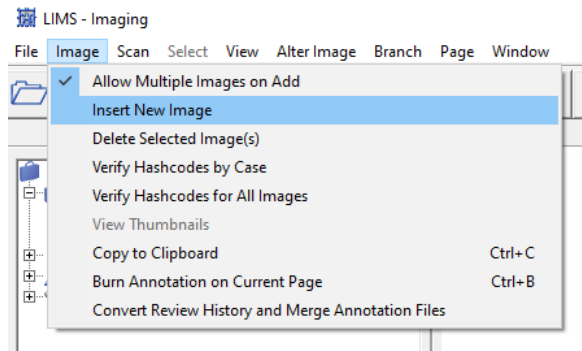 LIMS - Imaging
File Image Scan Select View Alter Image Branch Page Window
Allow Multiple Images on Add
Insert New Image
Delete Selected Image(s)
Verify Hashcodes by Case
Verify Hashcodes for All Images
View Thumbnails
Copy to Clipboard Ctrl+C
Burn Annotation on Current Page Ctrl+B
Convert Review History and Merge Annotation Files